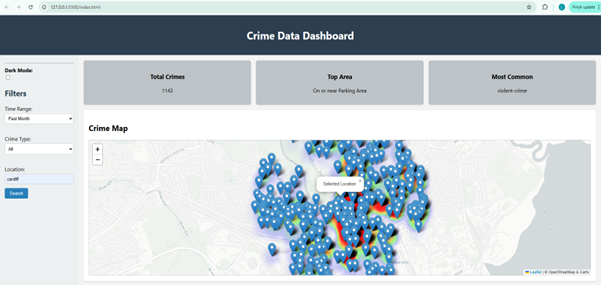 127.0.0.1:5500/index.html
Finish update
Crime Data Dashboard
Dark Mode:
Filters
Time Range:
Past Month
Crime Type:
All
Location:
cardiff
Search
Total Crimes
1143
Top Area
On or near Parking Area
Most Common
violent-crime
Crime Map
+
−
Selected Location
×
Leaflet | © OpenStreetMap & Carto